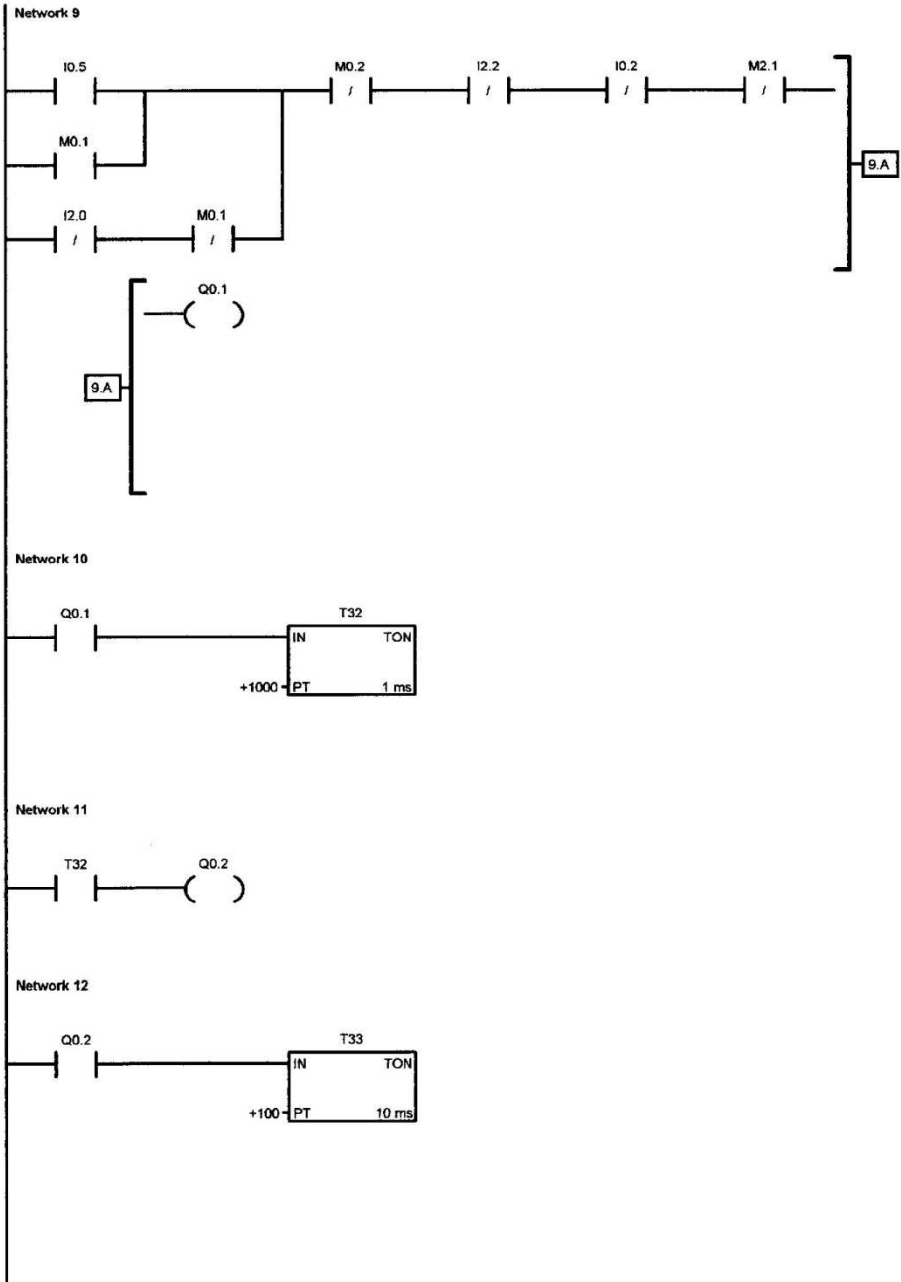 Network 9
I0.5 M0.2 I2.2 I0.2 M2.1
/ / / /
M0.1
9.A
I2.0 M0.1
/ /
Q0.1
9.A
Network 10
Q0.1 T32
IN TON
+1000 PT 1 ms
Network 11
T32 Q0.2
Network 12
Q0.2 T33
IN TON
+100 PT 10 ms